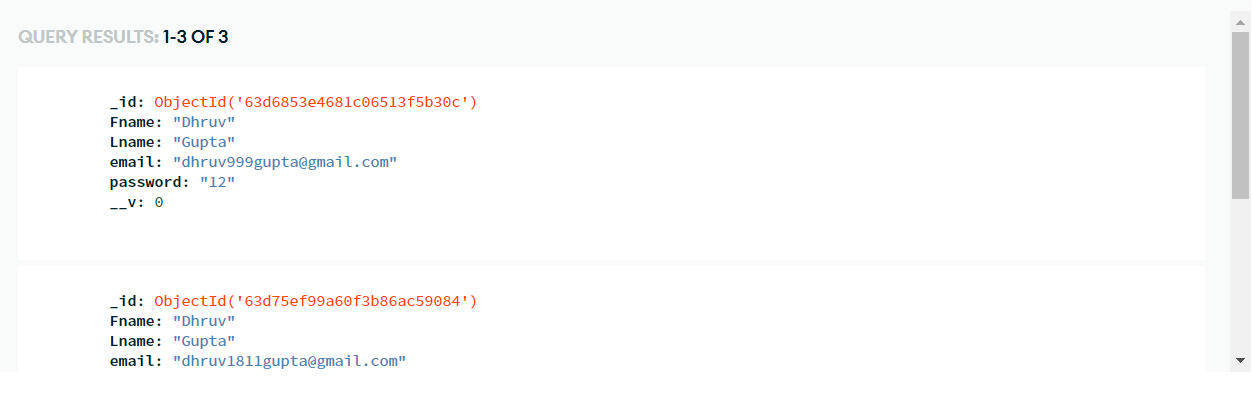 QUERY RESULTS: 1-3 OF 3
_id: ObjectId('63d6853e4681c06513f5b30c')
Fname: "Dhruv"
Lname: "Gupta"
email: "dhruv999gupta@gmail.com"
password: "12"
__v: 0
_id: ObjectId('63d75ef99a60f3b86ac59084')
Fname: "Dhruv"
Lname: "Gupta"
email: "dhruv1811gupta@gmail.com"